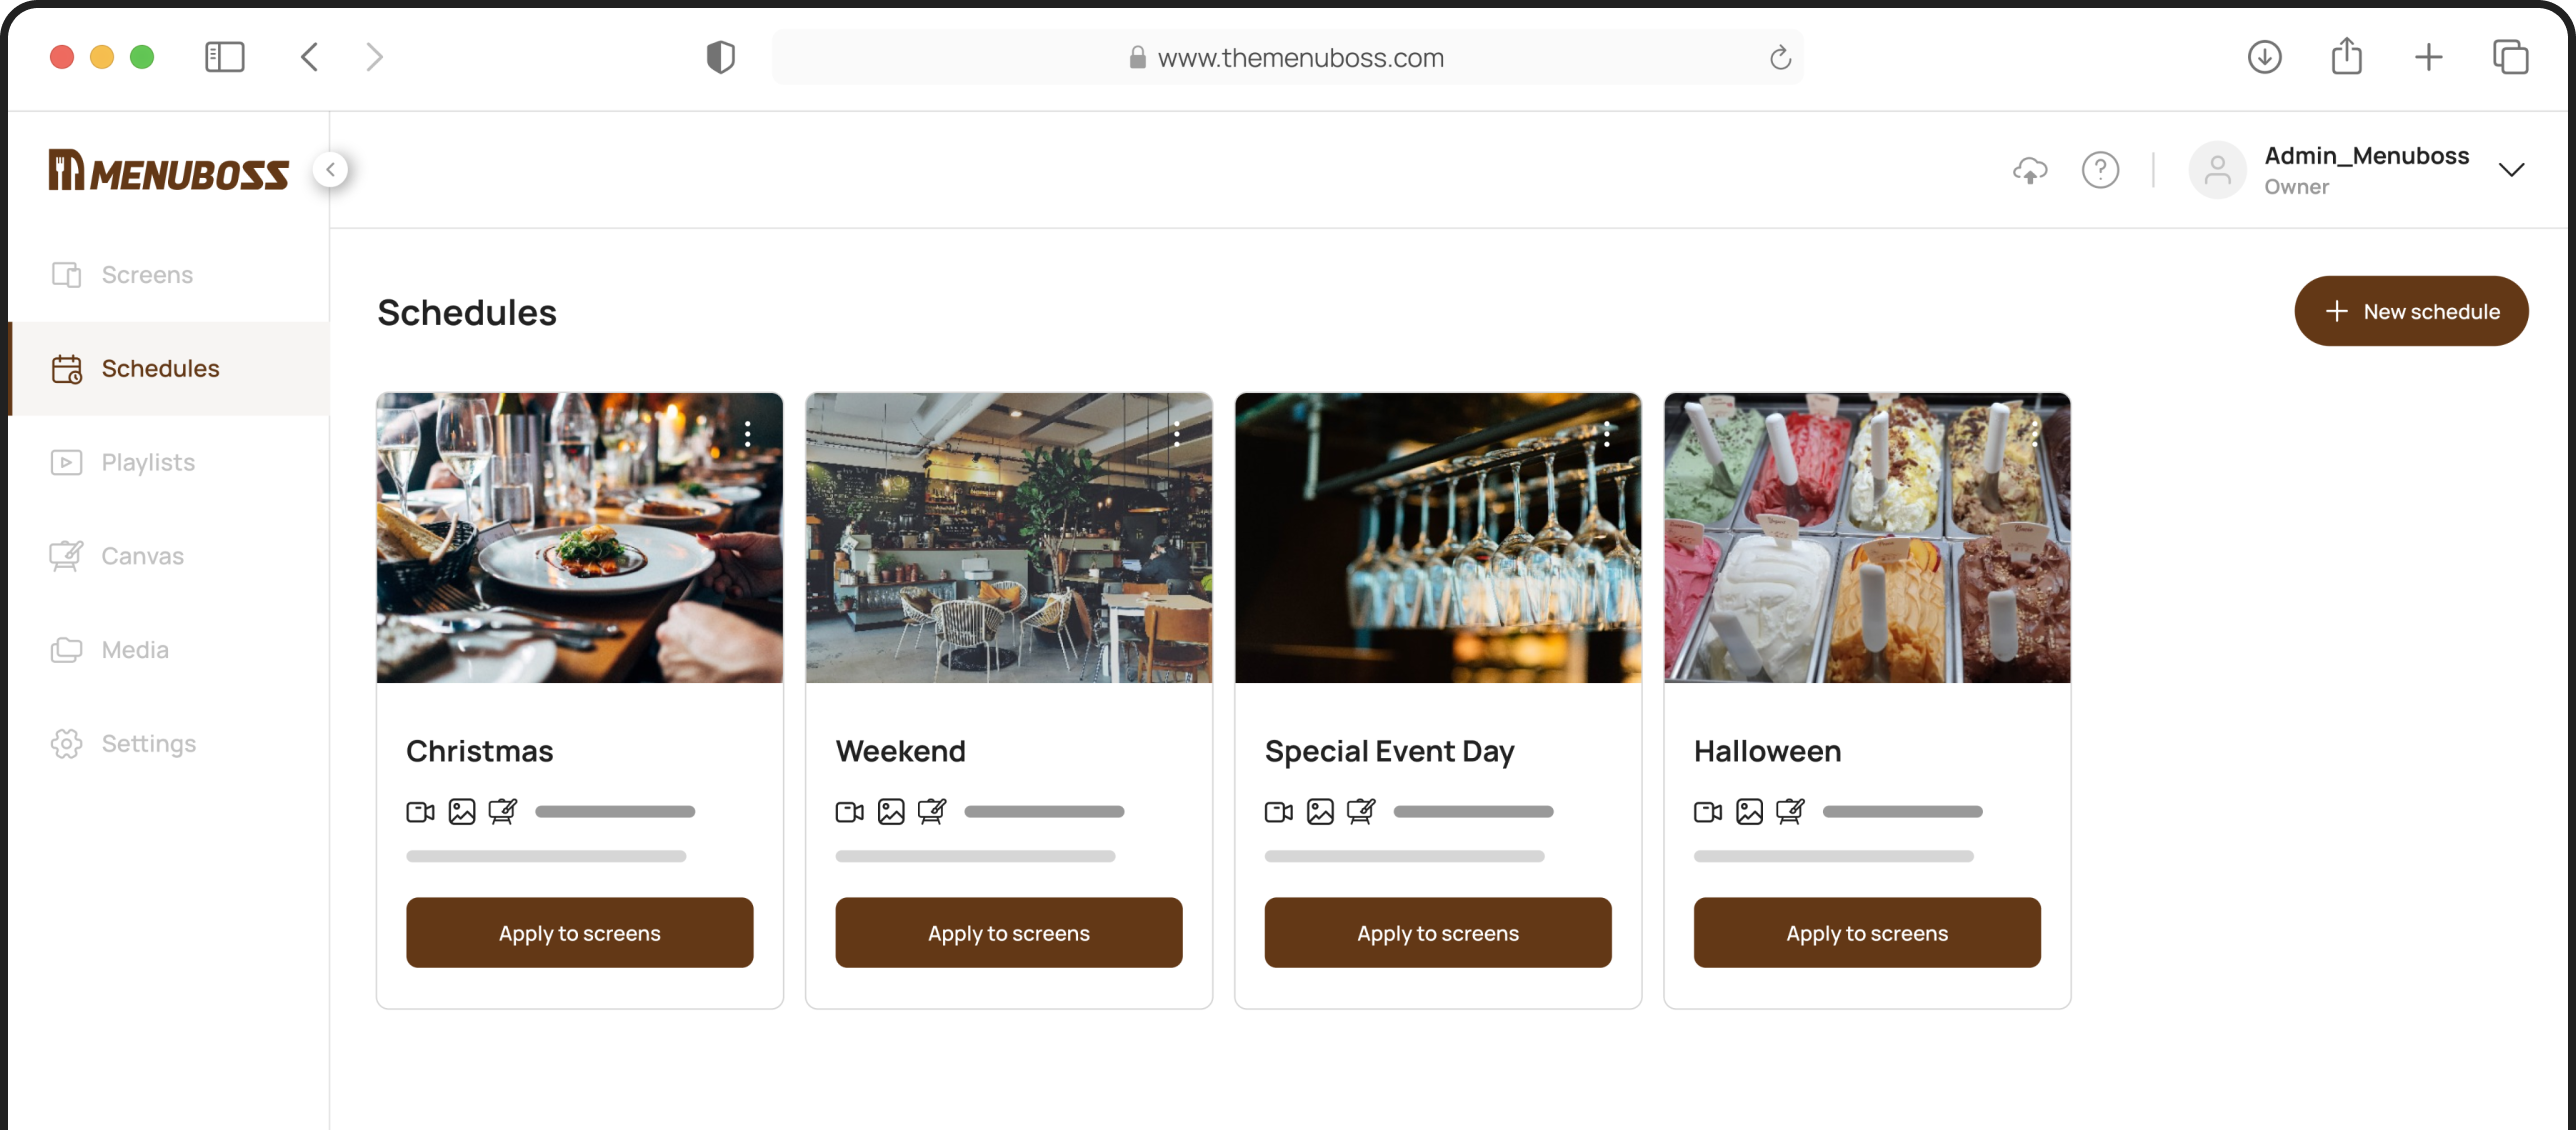 www.themenuboss.com
MENUBOSS
?
Admin_Menuboss
Owner
Screens
Schedules
Playlists
Canvas
Media
Settings
Schedules
+ New schedule
Christmas
Apply to screens
Weekend
Apply to screens
Special Event Day
Apply to screens
Halloween
Apply to screens